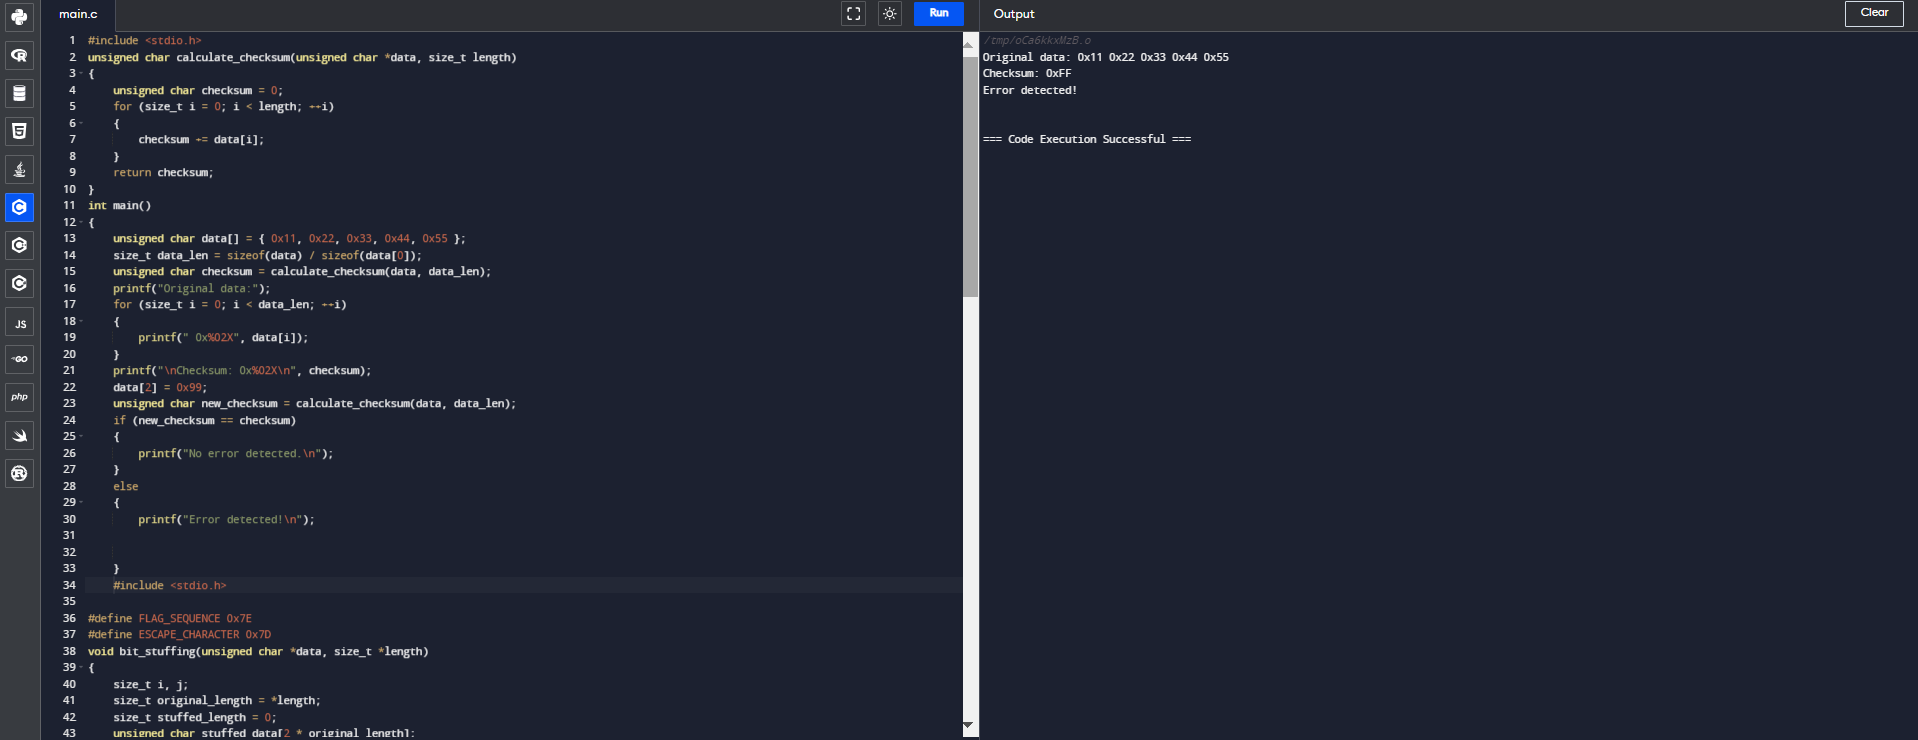 main.c
Run
Output
Clear
1 #include <stdio.h>
2 unsigned char calculate_checksum(unsigned char *data, size_t length)
3 {
4 unsigned char checksum = 0;
5 for (size_t i = 0; i < length; ++i)
6 {
7 checksum += data[i];
8 }
9 return checksum;
10 }
11 int main()
12 {
13 unsigned char data[] = { 0x11, 0x22, 0x33, 0x44, 0x55 };
14 size_t data_len = sizeof(data) / sizeof(data[0]);
15 unsigned char checksum = calculate_checksum(data, data_len);
16 printf("Original data:");
17 for (size_t i = 0; i < data_len; ++i)
18 {
19 printf(" 0x%02X", data[i]);
20 }
21 printf("\nChecksum: 0x%02X\n", checksum);
22 data[2] = 0x99;
23 unsigned char new_checksum = calculate_checksum(data, data_len);
24 if (new_checksum == checksum)
25 {
26 printf("No error detected.\n");
27 }
28 else
29 {
30 printf("Error detected!\n");
31
32
33 }
34 #include <stdio.h>
35
36 #define FLAG_SEQUENCE 0x7E
37 #define ESCAPE_CHARACTER 0x7D
38 void bit_stuffing(unsigned char *data, size_t *length)
39 {
40 size_t i, j;
41 size_t original_length = *length;
42 size_t stuffed_length = 0;
43 unsigned char stuffed_data[2 * original_length];
/tmp/oCa6kkxMzB.o
Original data: 0x11 0x22 0x33 0x44 0x55
Checksum: 0xFF
Error detected!
=== Code Execution Successful ===
JS
GO
php